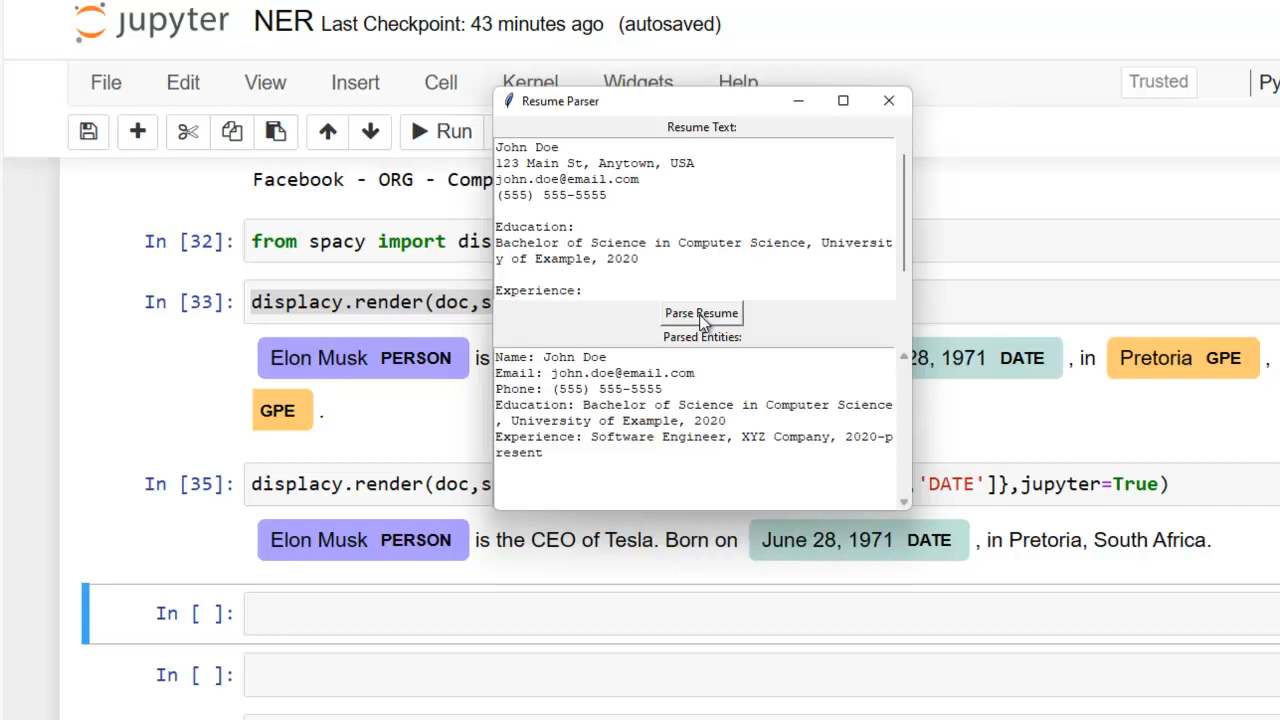 jupyter NER Last Checkpoint: 43 minutes ago (autosaved)
File Edit View Insert Cell Kernel Widgets Help
Trusted
Run
Facebook - ORG - Comp
In [32]: from spacy import dis
In [33]: displacy.render(doc,s
Elon Musk PERSON is 28, 1971 DATE , in Pretoria GPE ,
GPE .
In [35]: displacy.render(doc,s 'DATE']},jupyter=True)
Elon Musk PERSON is the CEO of Tesla. Born on June 28, 1971 DATE , in Pretoria, South Africa.
In [ ]:
In [ ]:
Resume Parser
Resume Text:
John Doe
123 Main St, Anytown, USA
john.doe@email.com
(555) 555-5555
Education:
Bachelor of Science in Computer Science, Universit
y of Example, 2020
Experience:
Parse Resume
Parsed Entities:
Name: John Doe
Email: john.doe@email.com
Phone: (555) 555-5555
Education: Bachelor of Science in Computer Science
, University of Example, 2020
Experience: Software Engineer, XYZ Company, 2020-p
resent